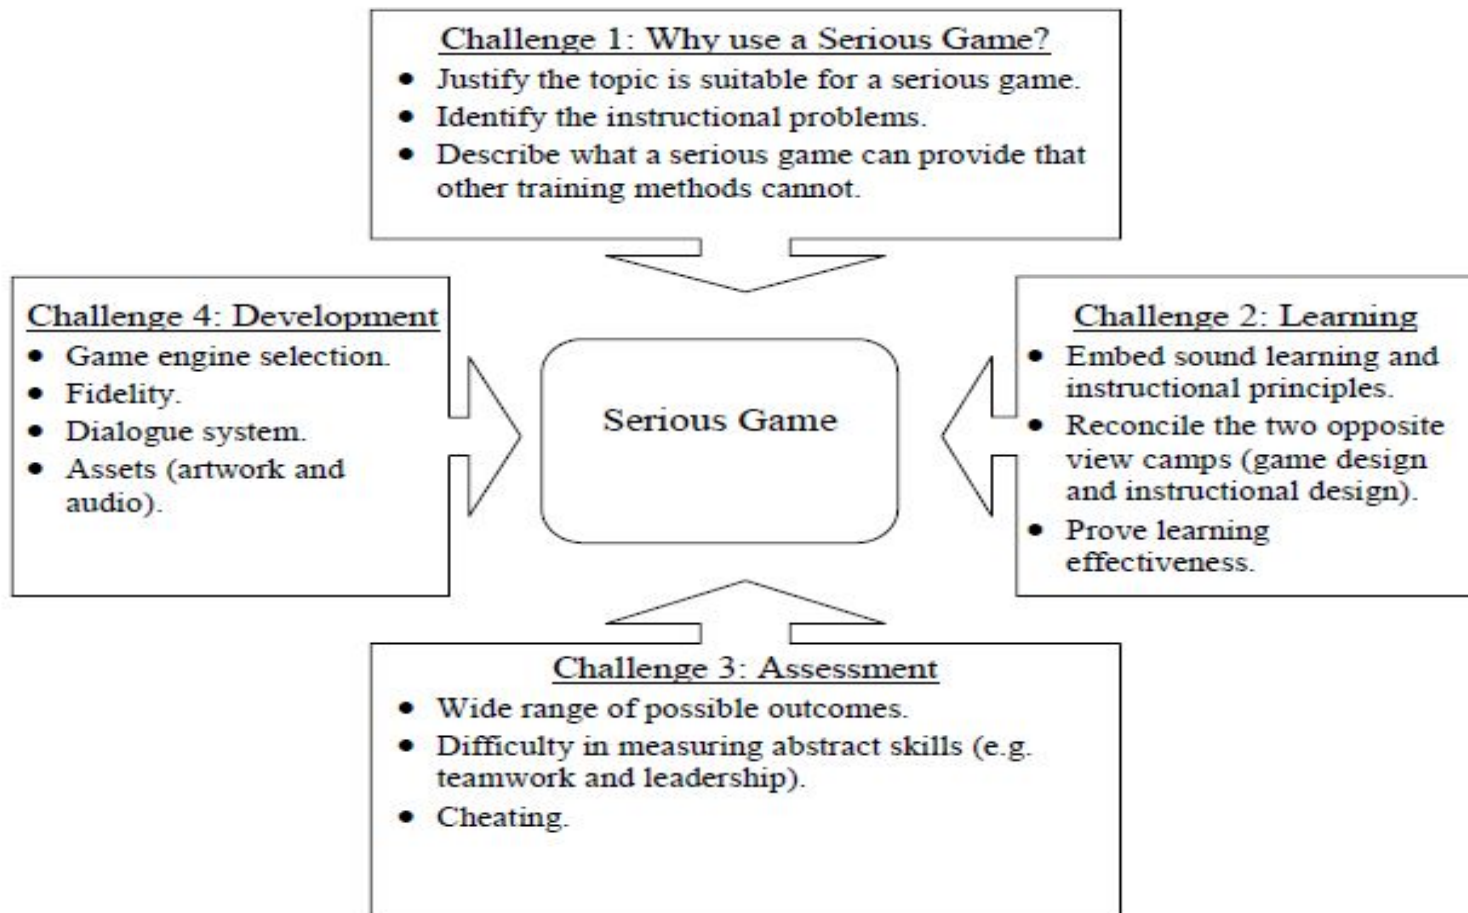 Challenge 1: Why use a Serious Game?
• Justify the topic is suitable for a serious game.
• Identify the instructional problems.
• Describe what a serious game can provide that
other training methods cannot.
Challenge 4: Development
• Game engine selection.
• Fidelity.
• Dialogue system.
• Assets (artwork and
audio).
Serious Game
Challenge 2: Learning
• Embed sound learning and
instructional principles.
• Reconcile the two opposite
view camps (game design
and instructional design).
• Prove learning
effectiveness.
Challenge 3: Assessment
• Wide range of possible outcomes.
• Difficulty in measuring abstract skills (e.g.
teamwork and leadership).
• Cheating.